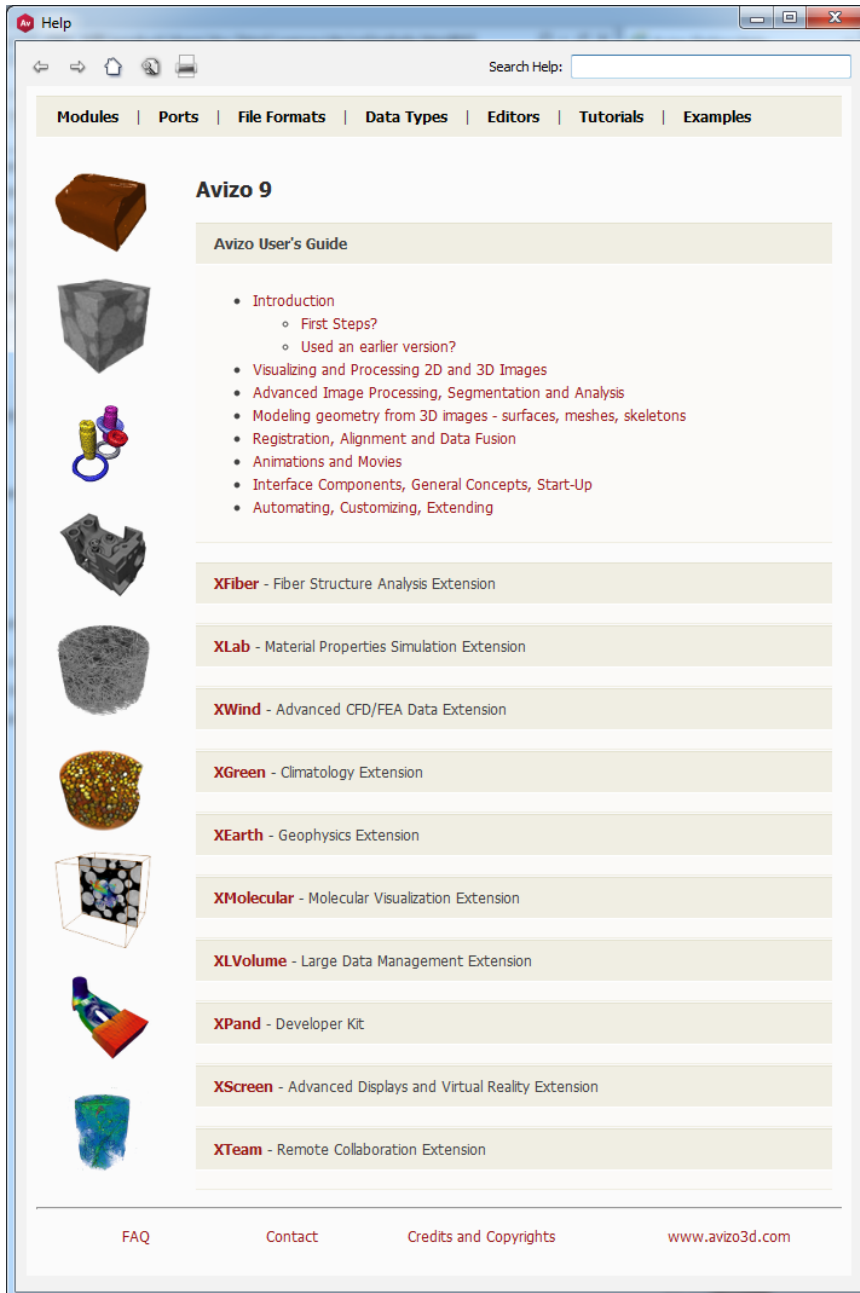 Av Help
Search Help:
Modules | Ports | File Formats | Data Types | Editors | Tutorials | Examples
Avizo 9
Avizo User's Guide
Introduction
First Steps?
Used an earlier version?
Visualizing and Processing 2D and 3D Images
Advanced Image Processing, Segmentation and Analysis
Modeling geometry from 3D images - surfaces, meshes, skeletons
Registration, Alignment and Data Fusion
Animations and Movies
Interface Components, General Concepts, Start-Up
Automating, Customizing, Extending
XFiber - Fiber Structure Analysis Extension
XLab - Material Properties Simulation Extension
XWind - Advanced CFD/FEA Data Extension
XGreen - Climatology Extension
XEarth - Geophysics Extension
XMolecular - Molecular Visualization Extension
XLVolume - Large Data Management Extension
XPand - Developer Kit
XScreen - Advanced Displays and Virtual Reality Extension
XTeam - Remote Collaboration Extension
FAQ Contact Credits and Copyrights www.avizo3d.com